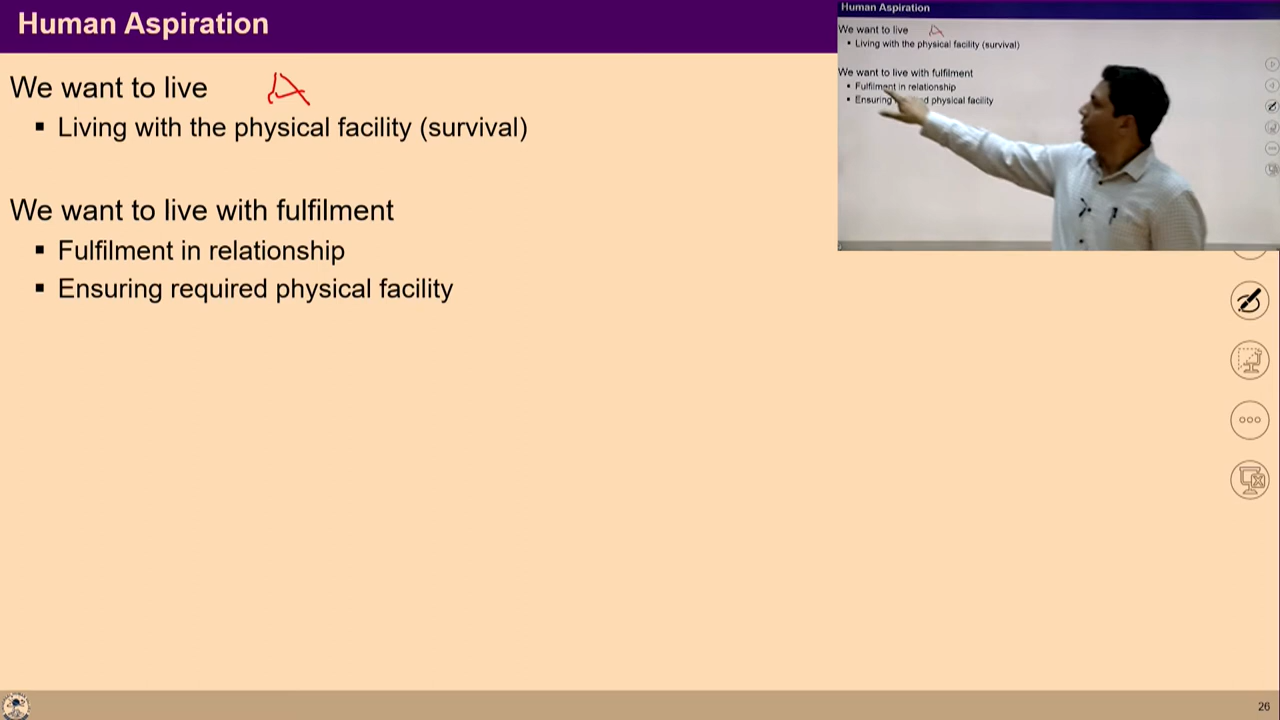 Human Aspiration
We want to live A
▪ Living with the physical facility (survival)
We want to live with fulfilment
▪ Fulfilment in relationship
▪ Ensuring required physical facility
Human Aspiration
We want to live A
▪ Living with the physical facility (survival)
We want to live with fulfilment
▪ Fulfilment in relationship
▪ Ensuring physical facility
26